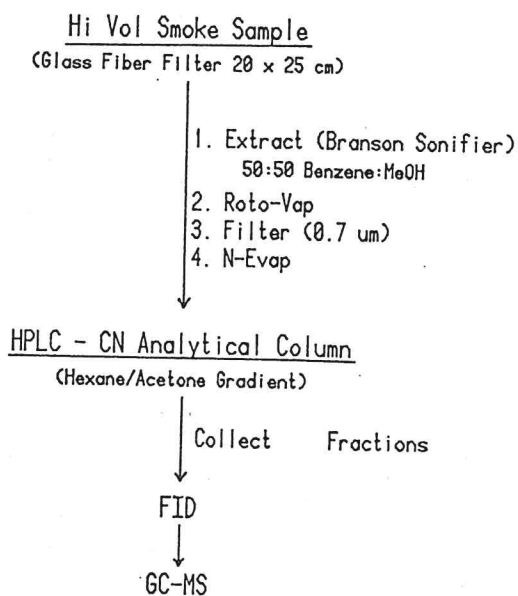 Hi Vol Smoke Sample
(Glass Fiber Filter 20 x 25 cm)
1. Extract (Branson Sonifier)
50:50 Benzene:MeOH
2. Roto-Vap
3. Filter (0.7 um)
4. N-Evap
HPLC - CN Analytical Column
(Hexane/Acetone Gradient)
Collect Fractions
FID
GC-MS